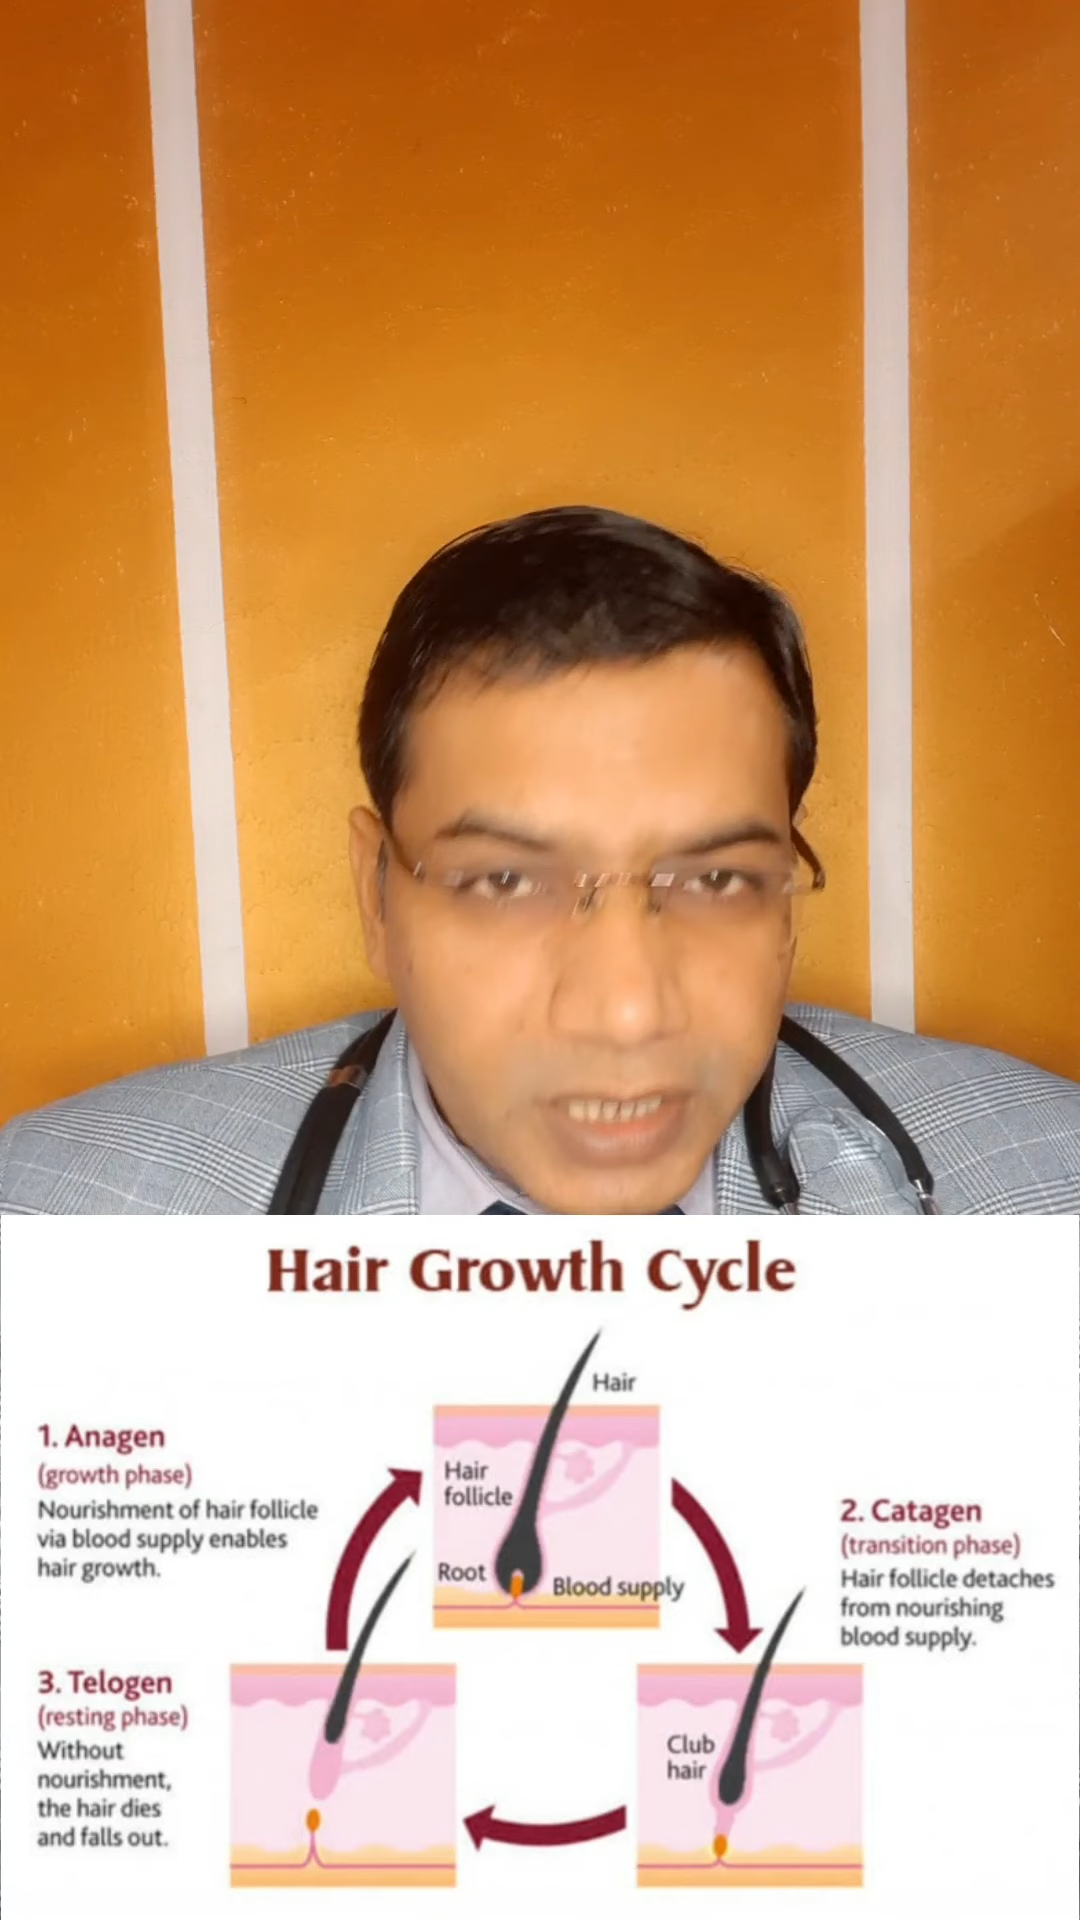 Hair Growth Cycle
Hair
1. Anagen
(growth phase)
Nourishment of hair follicle
via blood supply enables
hair growth.
Hair
follicle
Root
Blood supply
2. Catagen
(transition phase)
Hair follicle detaches
from nourishing
blood supply.
3. Telogen
(resting phase)
Without
nourishment,
the hair dies
and falls out.
Club
hair